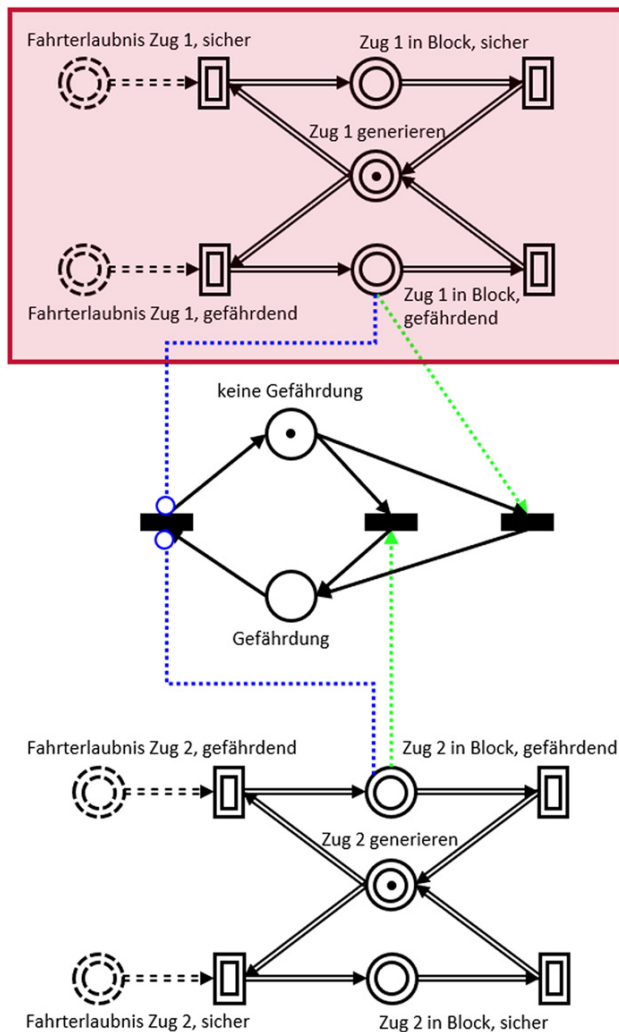 Fahrterlaubnis Zug 1, sicher
Zug 1 in Block, sicher
Zug 1 generieren
Fahrterlaubnis Zug 1, gefährdend
Zug 1 in Block,
gefährdend
keine Gefährdung
Gefährdung
Fahrterlaubnis Zug 2, gefährdend
Zug 2 in Block, gefährdend
Zug 2 generieren
Fahrterlaubnis Zug 2, sicher
Zug 2 in Block, sicher